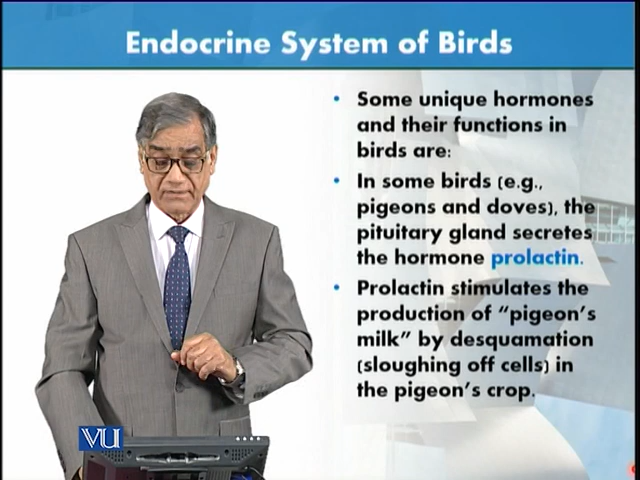 Endocrine System of Birds
• Some unique hormones
and their functions in
birds are:
• In some birds (e.g.,
pigeons and doves), the
pituitary gland secretes
the hormone prolactin.
• Prolactin stimulates the
production of “pigeon’s
milk” by desquamation
(sloughing off cells) in
the pigeon’s crop.
VU